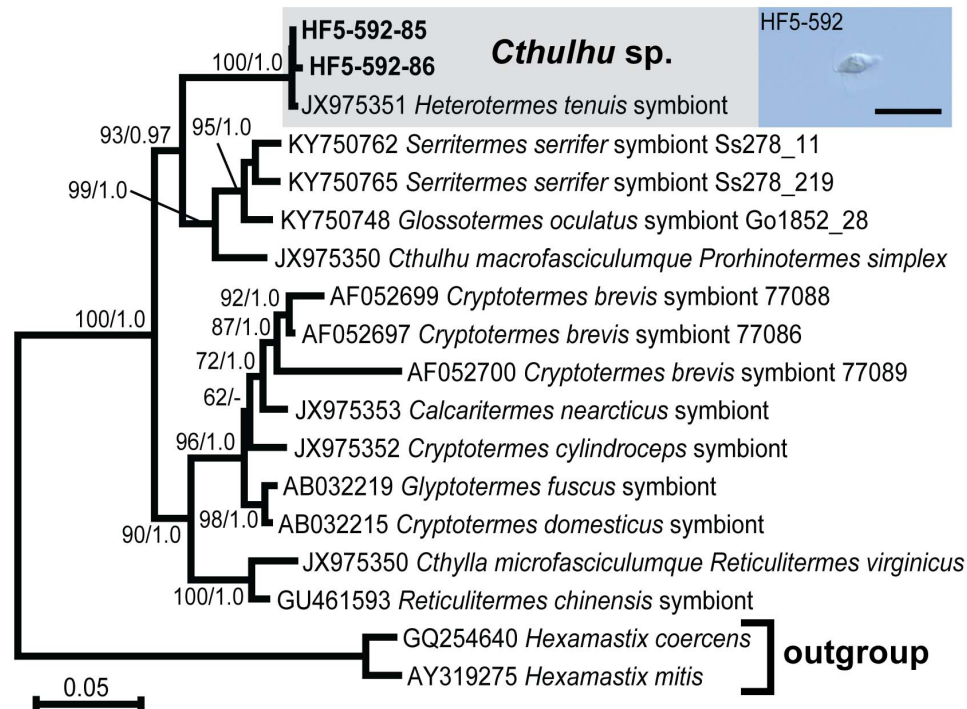 HF5-592-85
HF5-592
Cthulhu sp.
100/1.0
HF5-592-86
JX975351 Heterotermes tenuis symbiont
93/0.97
95/1.0
KY750762 Serritermes serrifer symbiont Ss278_11
99/1.0
KY750765 Serritermes serrifer symbiont Ss278_219
KY750748 Glossotermes oculatus symbiont Go1852_28
JX975350 Cthulhu macrofasciculumque Prorhinotermes simplex
92/1.0
AF052699 Cryptotermes brevis symbiont 77088
100/1.0
87/1.0
AF052697 Cryptotermes brevis symbiont 77086
72/1.0
AF052700 Cryptotermes brevis symbiont 77089
62/-
JX975353 Calcaritermes nearcticus symbiont
96/1.0
JX975352 Cryptotermes cylindroceps symbiont
AB032219 Glyptotermes fuscus symbiont
98/1.0
AB032215 Cryptotermes domesticus symbiont
90/1.0
JX975350 Cthylla microfasciculumque Reticulitermes virginicus
100/1.0
GU461593 Reticulitermes chinensis symbiont
GQ254640 Hexamastix coercens
outgroup
AY319275 Hexamastix mitis
0.05